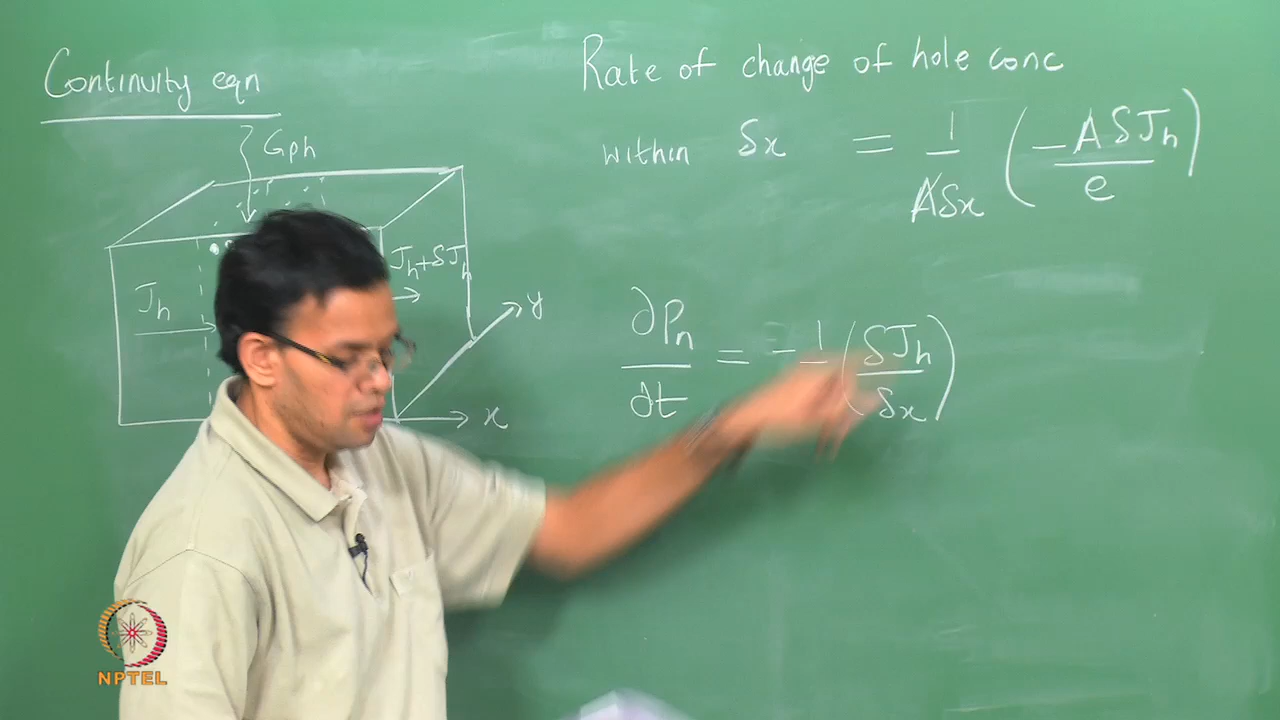 Continuity eqn
Rate of change of hole conc
within δx = 1/Aδx (-AδJh/e)
Gph
Jh
Jh+δJh
y
x
∂Pn/∂t = -1/ (δJh/δx)
NPTEL